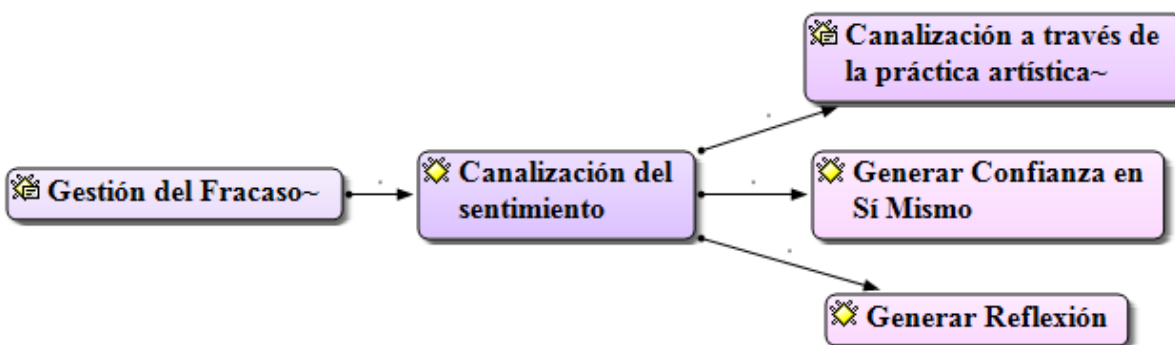 Gestión del Fracaso~
Canalización del
sentimiento
Canalización a través de
la práctica artística~
Generar Confianza en
Sí Mismo
Generar Reflexión